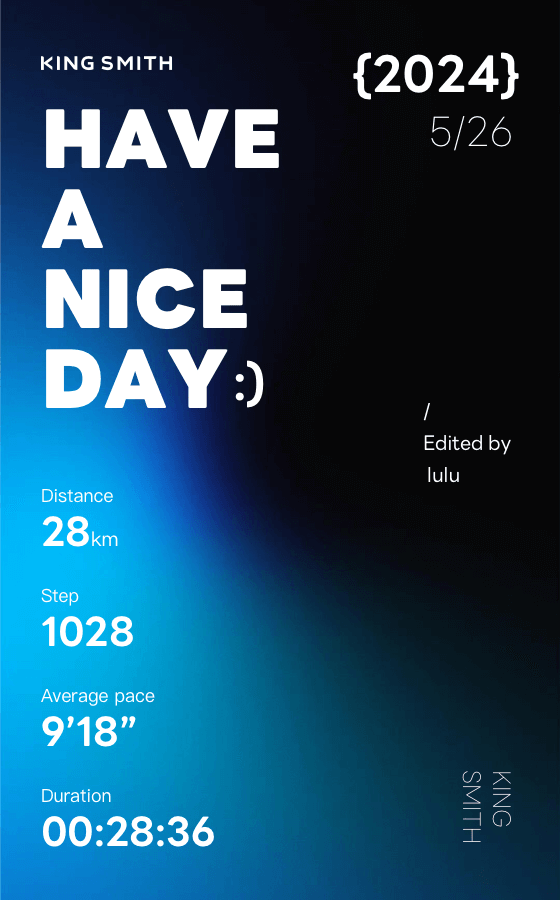 KING SMITH
{2024}
5/26
HAVE
A
NICE
DAY :)
/
Edited by
lulu
Distance
28km
Step
1028
Average pace
9’18”
Duration
00:28:36
KING
SMITH